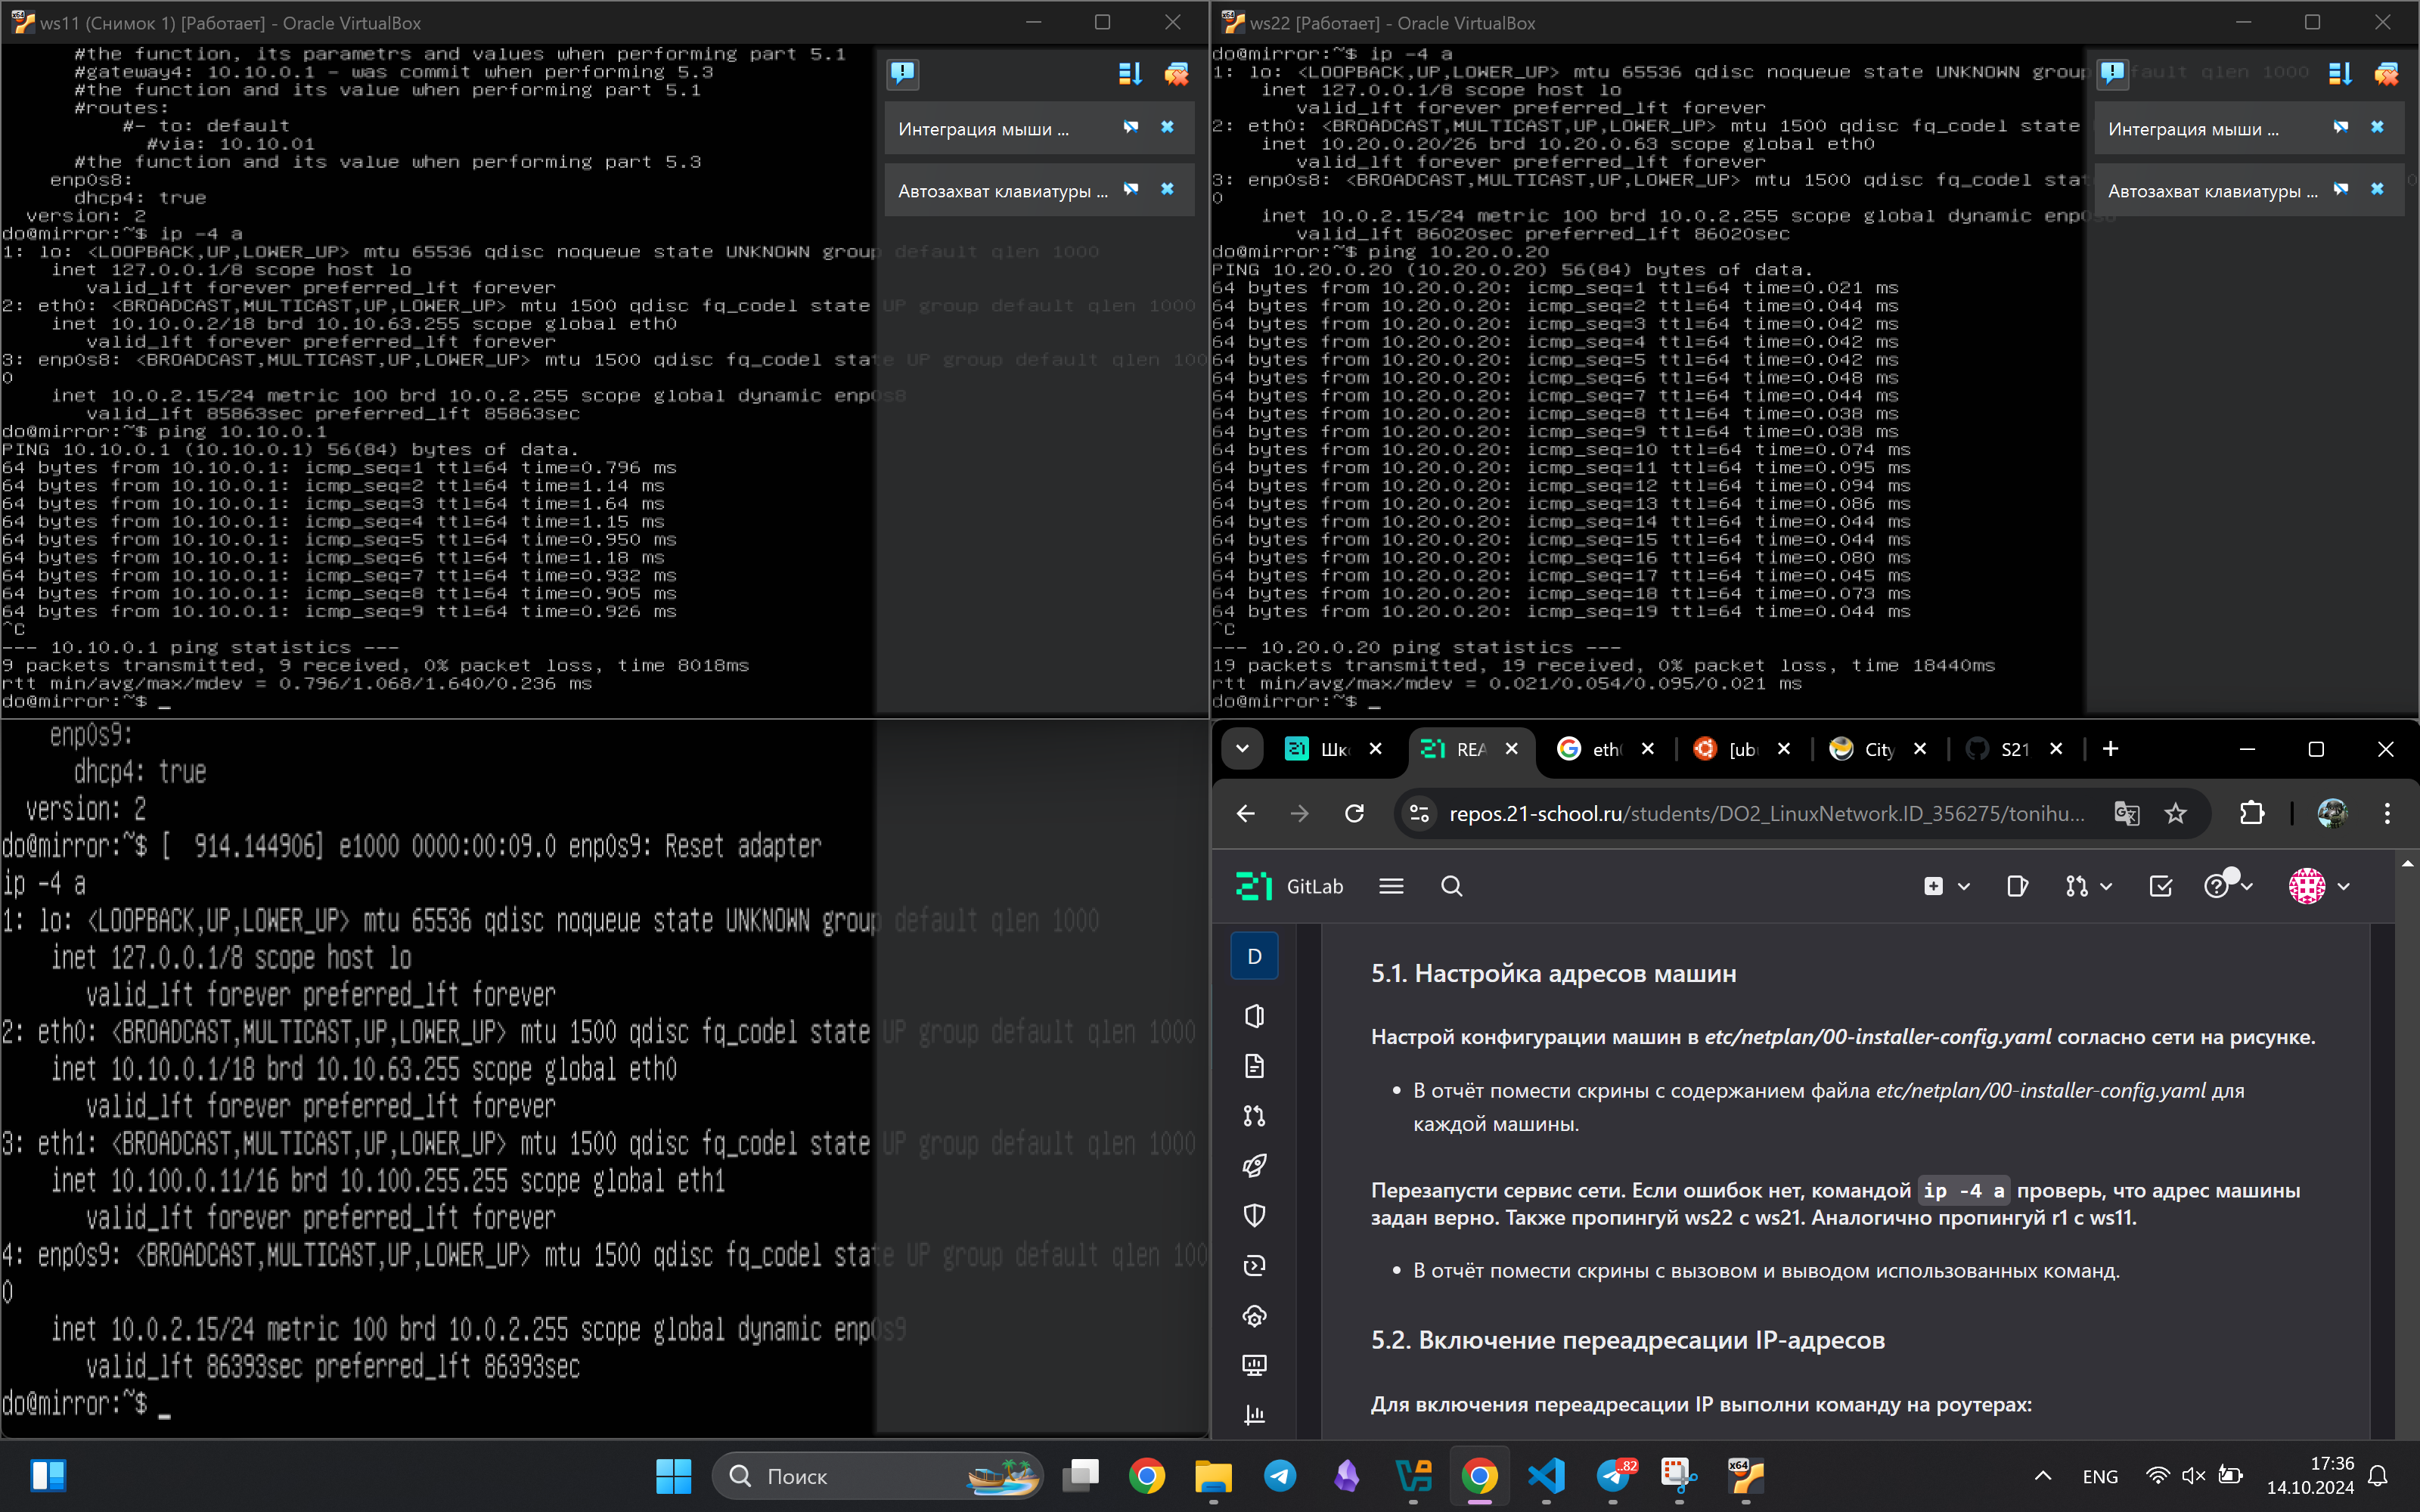 ws11 (Снимок 1) [Работает] - Oracle VirtualBox
#the function, its parametrs and values when performing part 5.1
#gateway4: 10.10.0.1 - was commit when performing 5.3
#the function and its value when performing part 5.1
#routes:
#- to: default
#via: 10.10.01
#the function and its value when performing part 5.3
enp0s8:
dhcp4: true
version: 2
do@mirror:~$ ip -4 a
1: lo: <LOOPBACK,UP,LOWER_UP> mtu 65536 qdisc noqueue state UNKNOWN group default qlen 1000
inet 127.0.0.1/8 scope host lo
valid_lft forever preferred_lft forever
2: eth0: <BROADCAST,MULTICAST,UP,LOWER_UP> mtu 1500 qdisc fq_codel state UP group default qlen 1000
inet 10.10.0.2/18 brd 10.10.63.255 scope global eth0
valid_lft forever preferred_lft forever
3: enp0s8: <BROADCAST,MULTICAST,UP,LOWER_UP> mtu 1500 qdisc fq_codel state UP group default qlen 100
0
inet 10.0.2.15/24 metric 100 brd 10.0.2.255 scope global dynamic enp0s8
valid_lft 85863sec preferred_lft 85863sec
do@mirror:~$ ping 10.10.0.1
PING 10.10.0.1 (10.10.0.1) 56(84) bytes of data.
64 bytes from 10.10.0.1: icmp_seq=1 ttl=64 time=0.796 ms
64 bytes from 10.10.0.1: icmp_seq=2 ttl=64 time=1.14 ms
64 bytes from 10.10.0.1: icmp_seq=3 ttl=64 time=1.64 ms
64 bytes from 10.10.0.1: icmp_seq=4 ttl=64 time=1.15 ms
64 bytes from 10.10.0.1: icmp_seq=5 ttl=64 time=0.950 ms
64 bytes from 10.10.0.1: icmp_seq=6 ttl=64 time=1.18 ms
64 bytes from 10.10.0.1: icmp_seq=7 ttl=64 time=0.932 ms
64 bytes from 10.10.0.1: icmp_seq=8 ttl=64 time=0.905 ms
64 bytes from 10.10.0.1: icmp_seq=9 ttl=64 time=0.926 ms
^C
--- 10.10.0.1 ping statistics ---
9 packets transmitted, 9 received, 0% packet loss, time 8018ms
rtt min/avg/max/mdev = 0.796/1.068/1.640/0.236 ms
do@mirror:~$ _
Интеграция мыши ...
Автозахват клавиатуры ...
ws22 [Работает] - Oracle VirtualBox
do@mirror:~$ ip -4 a
1: lo: <LOOPBACK,UP,LOWER_UP> mtu 65536 qdisc noqueue state UNKNOWN group default qlen 1000
inet 127.0.0.1/8 scope host lo
valid_lft forever preferred_lft forever
2: eth0: <BROADCAST,MULTICAST,UP,LOWER_UP> mtu 1500 qdisc fq_codel state
inet 10.20.0.20/26 brd 10.20.0.63 scope global eth0
valid_lft forever preferred_lft forever
3: enp0s8: <BROADCAST,MULTICAST,UP,LOWER_UP> mtu 1500 qdisc fq_codel state
0
inet 10.0.2.15/24 metric 100 brd 10.0.2.255 scope global dynamic enp0s8
valid_lft 86020sec preferred_lft 86020sec
do@mirror:~$ ping 10.20.0.20
PING 10.20.0.20 (10.20.0.20) 56(84) bytes of data.
64 bytes from 10.20.0.20: icmp_seq=1 ttl=64 time=0.021 ms
64 bytes from 10.20.0.20: icmp_seq=2 ttl=64 time=0.044 ms
64 bytes from 10.20.0.20: icmp_seq=3 ttl=64 time=0.042 ms
64 bytes from 10.20.0.20: icmp_seq=4 ttl=64 time=0.042 ms
64 bytes from 10.20.0.20: icmp_seq=5 ttl=64 time=0.042 ms
64 bytes from 10.20.0.20: icmp_seq=6 ttl=64 time=0.048 ms
64 bytes from 10.20.0.20: icmp_seq=7 ttl=64 time=0.044 ms
64 bytes from 10.20.0.20: icmp_seq=8 ttl=64 time=0.038 ms
64 bytes from 10.20.0.20: icmp_seq=9 ttl=64 time=0.038 ms
64 bytes from 10.20.0.20: icmp_seq=10 ttl=64 time=0.074 ms
64 bytes from 10.20.0.20: icmp_seq=11 ttl=64 time=0.095 ms
64 bytes from 10.20.0.20: icmp_seq=12 ttl=64 time=0.094 ms
64 bytes from 10.20.0.20: icmp_seq=13 ttl=64 time=0.086 ms
64 bytes from 10.20.0.20: icmp_seq=14 ttl=64 time=0.044 ms
64 bytes from 10.20.0.20: icmp_seq=15 ttl=64 time=0.044 ms
64 bytes from 10.20.0.20: icmp_seq=16 ttl=64 time=0.080 ms
64 bytes from 10.20.0.20: icmp_seq=17 ttl=64 time=0.045 ms
64 bytes from 10.20.0.20: icmp_seq=18 ttl=64 time=0.073 ms
64 bytes from 10.20.0.20: icmp_seq=19 ttl=64 time=0.044 ms
^C
--- 10.20.0.20 ping statistics ---
19 packets transmitted, 19 received, 0% packet loss, time 18440ms
rtt min/avg/max/mdev = 0.021/0.054/0.095/0.021 ms
do@mirror:~$ _
Интеграция мыши ...
Автозахват клавиатуры ...
enp0s9:
dhcp4: true
version: 2
do@mirror:~$ [  914.144906] e1000 0000:00:09.0 enp0s9: Reset adapter
ip -4 a
1: lo: <LOOPBACK,UP,LOWER_UP> mtu 65536 qdisc noqueue state UNKNOWN group default qlen 1000
inet 127.0.0.1/8 scope host lo
valid_lft forever preferred_lft forever
2: eth0: <BROADCAST,MULTICAST,UP,LOWER_UP> mtu 1500 qdisc fq_codel state UP group default qlen 1000
inet 10.10.0.1/18 brd 10.10.63.255 scope global eth0
valid_lft forever preferred_lft forever
3: eth1: <BROADCAST,MULTICAST,UP,LOWER_UP> mtu 1500 qdisc fq_codel state UP group default qlen 1000
inet 10.100.0.11/16 brd 10.100.255.255 scope global eth1
valid_lft forever preferred_lft forever
4: enp0s9: <BROADCAST,MULTICAST,UP,LOWER_UP> mtu 1500 qdisc fq_codel state UP group default qlen 100
0
inet 10.0.2.15/24 metric 100 brd 10.0.2.255 scope global dynamic enp0s9
valid_lft 86393sec preferred_lft 86393sec
do@mirror:~$ _
Шк
REA
eth
[ub
City
S21
repos.21-school.ru/students/DO2_LinuxNetwork.ID_356275/tonihu...
21 GitLab
D
5.1. Настройка адресов машин
Настрой конфигурации машин в etc/netplan/00-installer-config.yaml согласно сети на рисунке.
• В отчёт помести скрины с содержанием файла etc/netplan/00-installer-config.yaml для
каждой машины.
Перезапусти сервис сети. Если ошибок нет, командой ip -4 a проверь, что адрес машины
задан верно. Также пропингуй ws22 с ws21. Аналогично пропингуй r1 с ws11.
• В отчёт помести скрины с вызовом и выводом использованных команд.
5.2. Включение переадресации IP-адресов
Для включения переадресации IP выполни команду на роутерах:
Поиск
..82
x64
ENG
17:36
14.10.2024